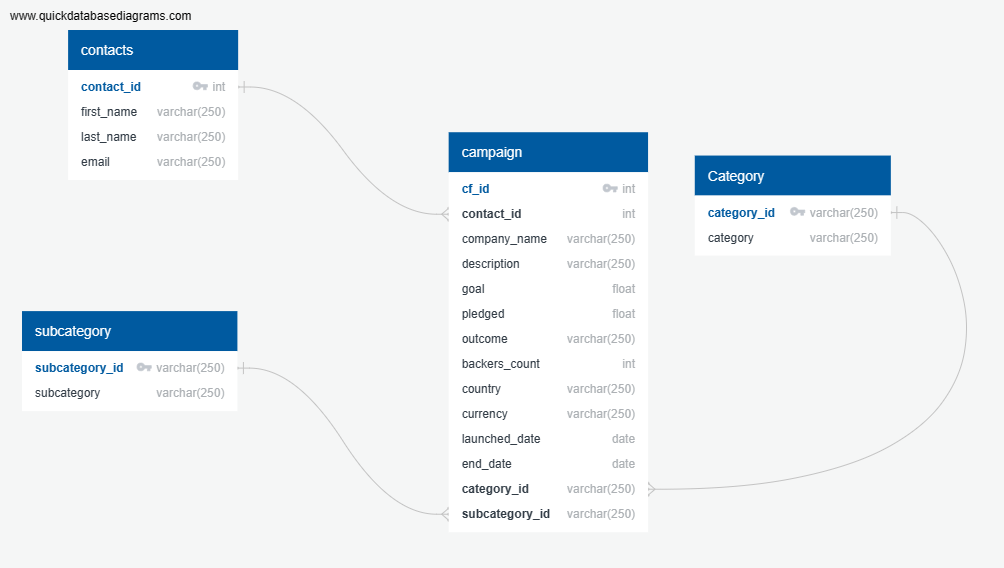 www.quickdatabasediagrams.com
contacts
contact_id int
first_name varchar(250)
last_name varchar(250)
email varchar(250)
campaign
cf_id int
contact_id int
company_name varchar(250)
description varchar(250)
goal float
pledged float
outcome varchar(250)
backers_count int
country varchar(250)
currency varchar(250)
launched_date date
end_date date
category_id varchar(250)
subcategory_id varchar(250)
Category
category_id varchar(250)
category varchar(250)
subcategory
subcategory_id varchar(250)
subcategory varchar(250)